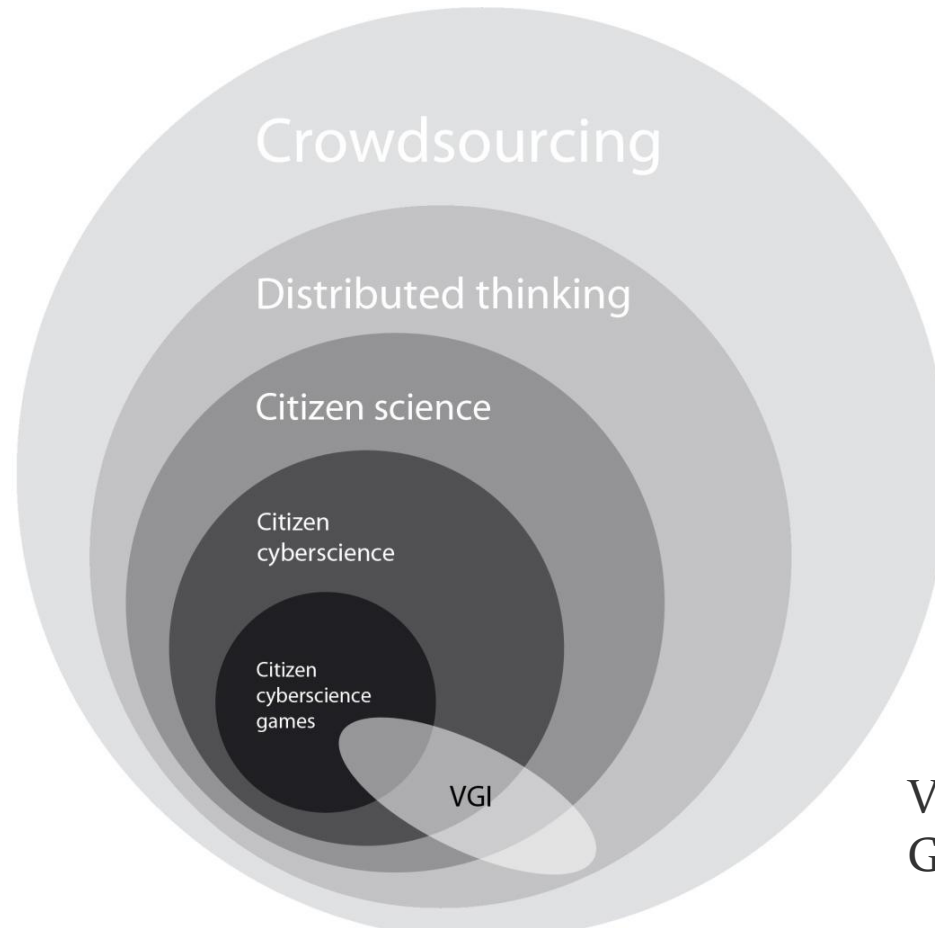 Crowdsourcing
Distributed thinking
Citizen science
Citizen
cyberscience
Citizen
cyberscience
games
VGI